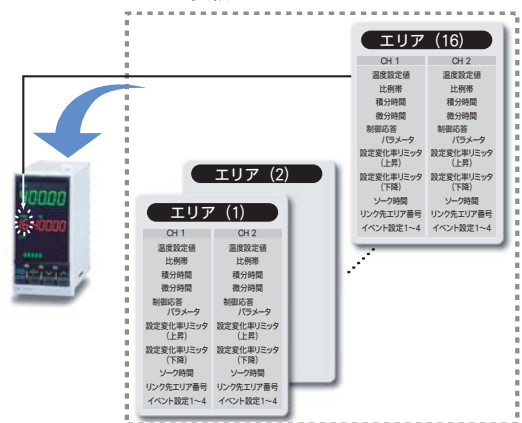 エリア（16）
CH 1 CH 2
温度設定値 温度設定値
比例帯 比例帯
積分時間 積分時間
微分時間 微分時間
制御応答 制御応答
パラメータ パラメータ
設定変化率リミッタ 設定変化率リミッタ
（上昇） （上昇）
設定変化率リミッタ 設定変化率リミッタ
（下降） （下降）
ソーク時間 ソーク時間
リンク先エリア番号 リンク先エリア番号
イベント設定1〜4 イベント設定1〜4
エリア（2）
エリア（1）
CH 1 CH 2
温度設定値 温度設定値
比例帯 比例帯
積分時間 積分時間
微分時間 微分時間
制御応答 制御応答
パラメータ パラメータ
設定変化率リミッタ 設定変化率リミッタ
（上昇） （上昇）
設定変化率リミッタ 設定変化率リミッタ
（下降） （下降）
ソーク時間 ソーク時間
リンク先エリア番号 リンク先エリア番号
イベント設定1〜4 イベント設定1〜4
400.00
16 400.00